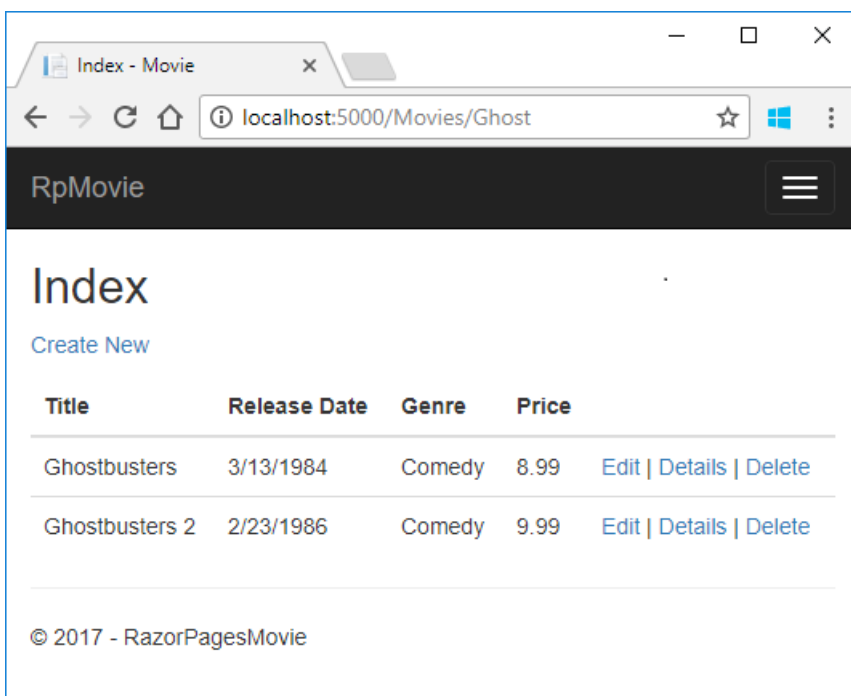 Index - Movie
localhost:5000/Movies/Ghost
RpMovie
Index
Create New
Title Release Date Genre Price
Ghostbusters 3/13/1984 Comedy 8.99 Edit | Details | Delete
Ghostbusters 2 2/23/1986 Comedy 9.99 Edit | Details | Delete
© 2017 - RazorPagesMovie